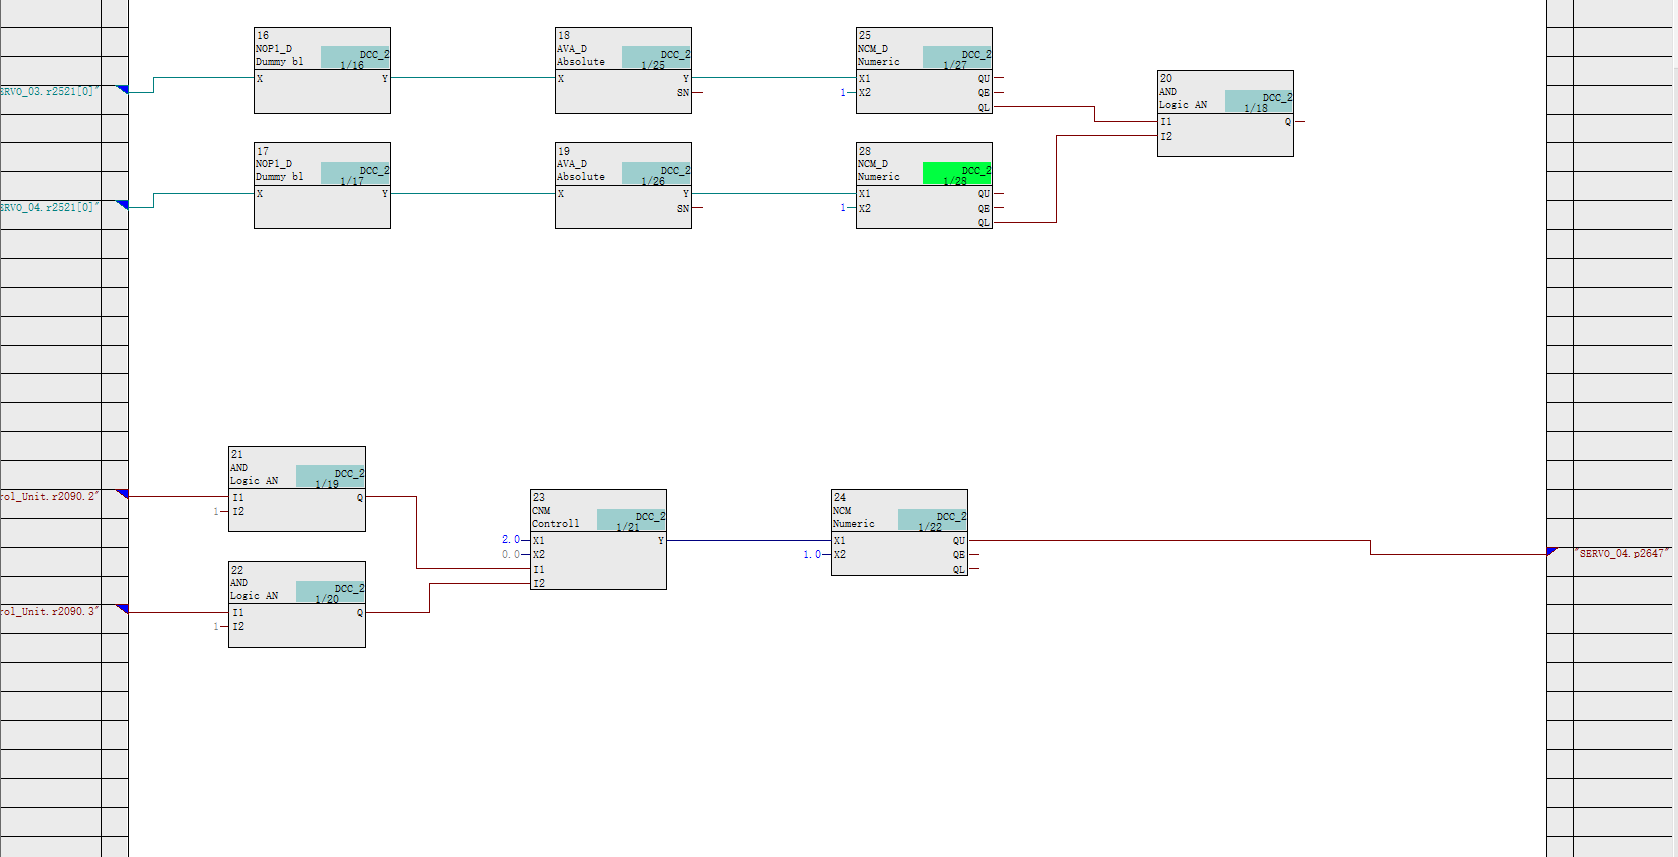 16
NOP1_D
Dummy bl
DCC_2
1/16
X
Y
18
AVA_D
Absolute
DCC_2
1/25
X
Y
SN
25
NCM_D
Numeric
DCC_2
1/27
X1
QU
1
X2
QE
QL
20
AND
Logic AN
DCC_2
1/18
I1
Q
I2
ERVO_03.r2521[0]"
17
NOP1_D
Dummy bl
DCC_2
1/17
X
Y
19
AVA_D
Absolute
DCC_2
1/26
X
Y
SN
28
NCM_D
Numeric
DCC_2
1/28
X1
QU
1
X2
QE
QL
ERVO_04.r2521[0]"
21
AND
Logic AN
DCC_2
1/19
rol_Unit.r2090.2"
I1
Q
1
I2
23
CNM
Controll
DCC_2
1/21
2.0
X1
Y
0.0
X2
I1
I2
24
NCM
Numeric
DCC_2
1/22
X1
QU
1.0
X2
QE
QL
"SERVO_04.p2647"
22
AND
Logic AN
DCC_2
1/20
rol_Unit.r2090.3"
I1
Q
1
I2